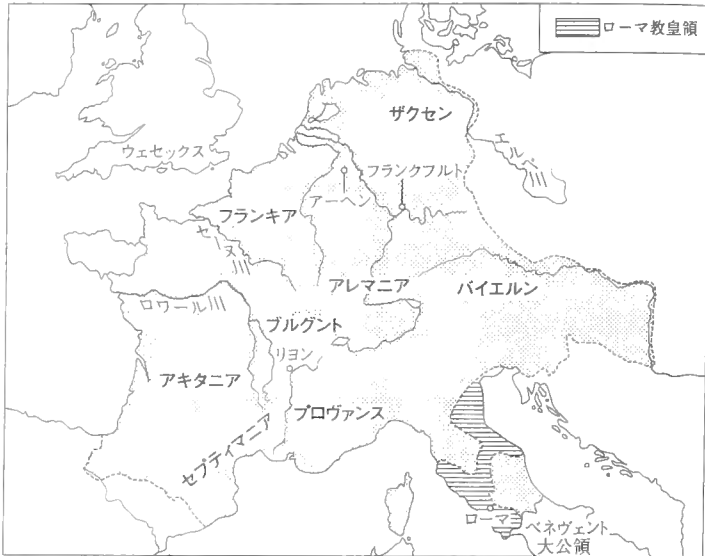 ローマ教皇領
ザクセン
エルベ川
ウェセックス
フランクフルト
アーヘン
フランキア
セーヌ川
アレマニア
バイエルン
ロワール川
ブルグント
リヨン
アキタニア
プロヴァンス
セプティマニア
ローマ
ベネヴェント
大公領